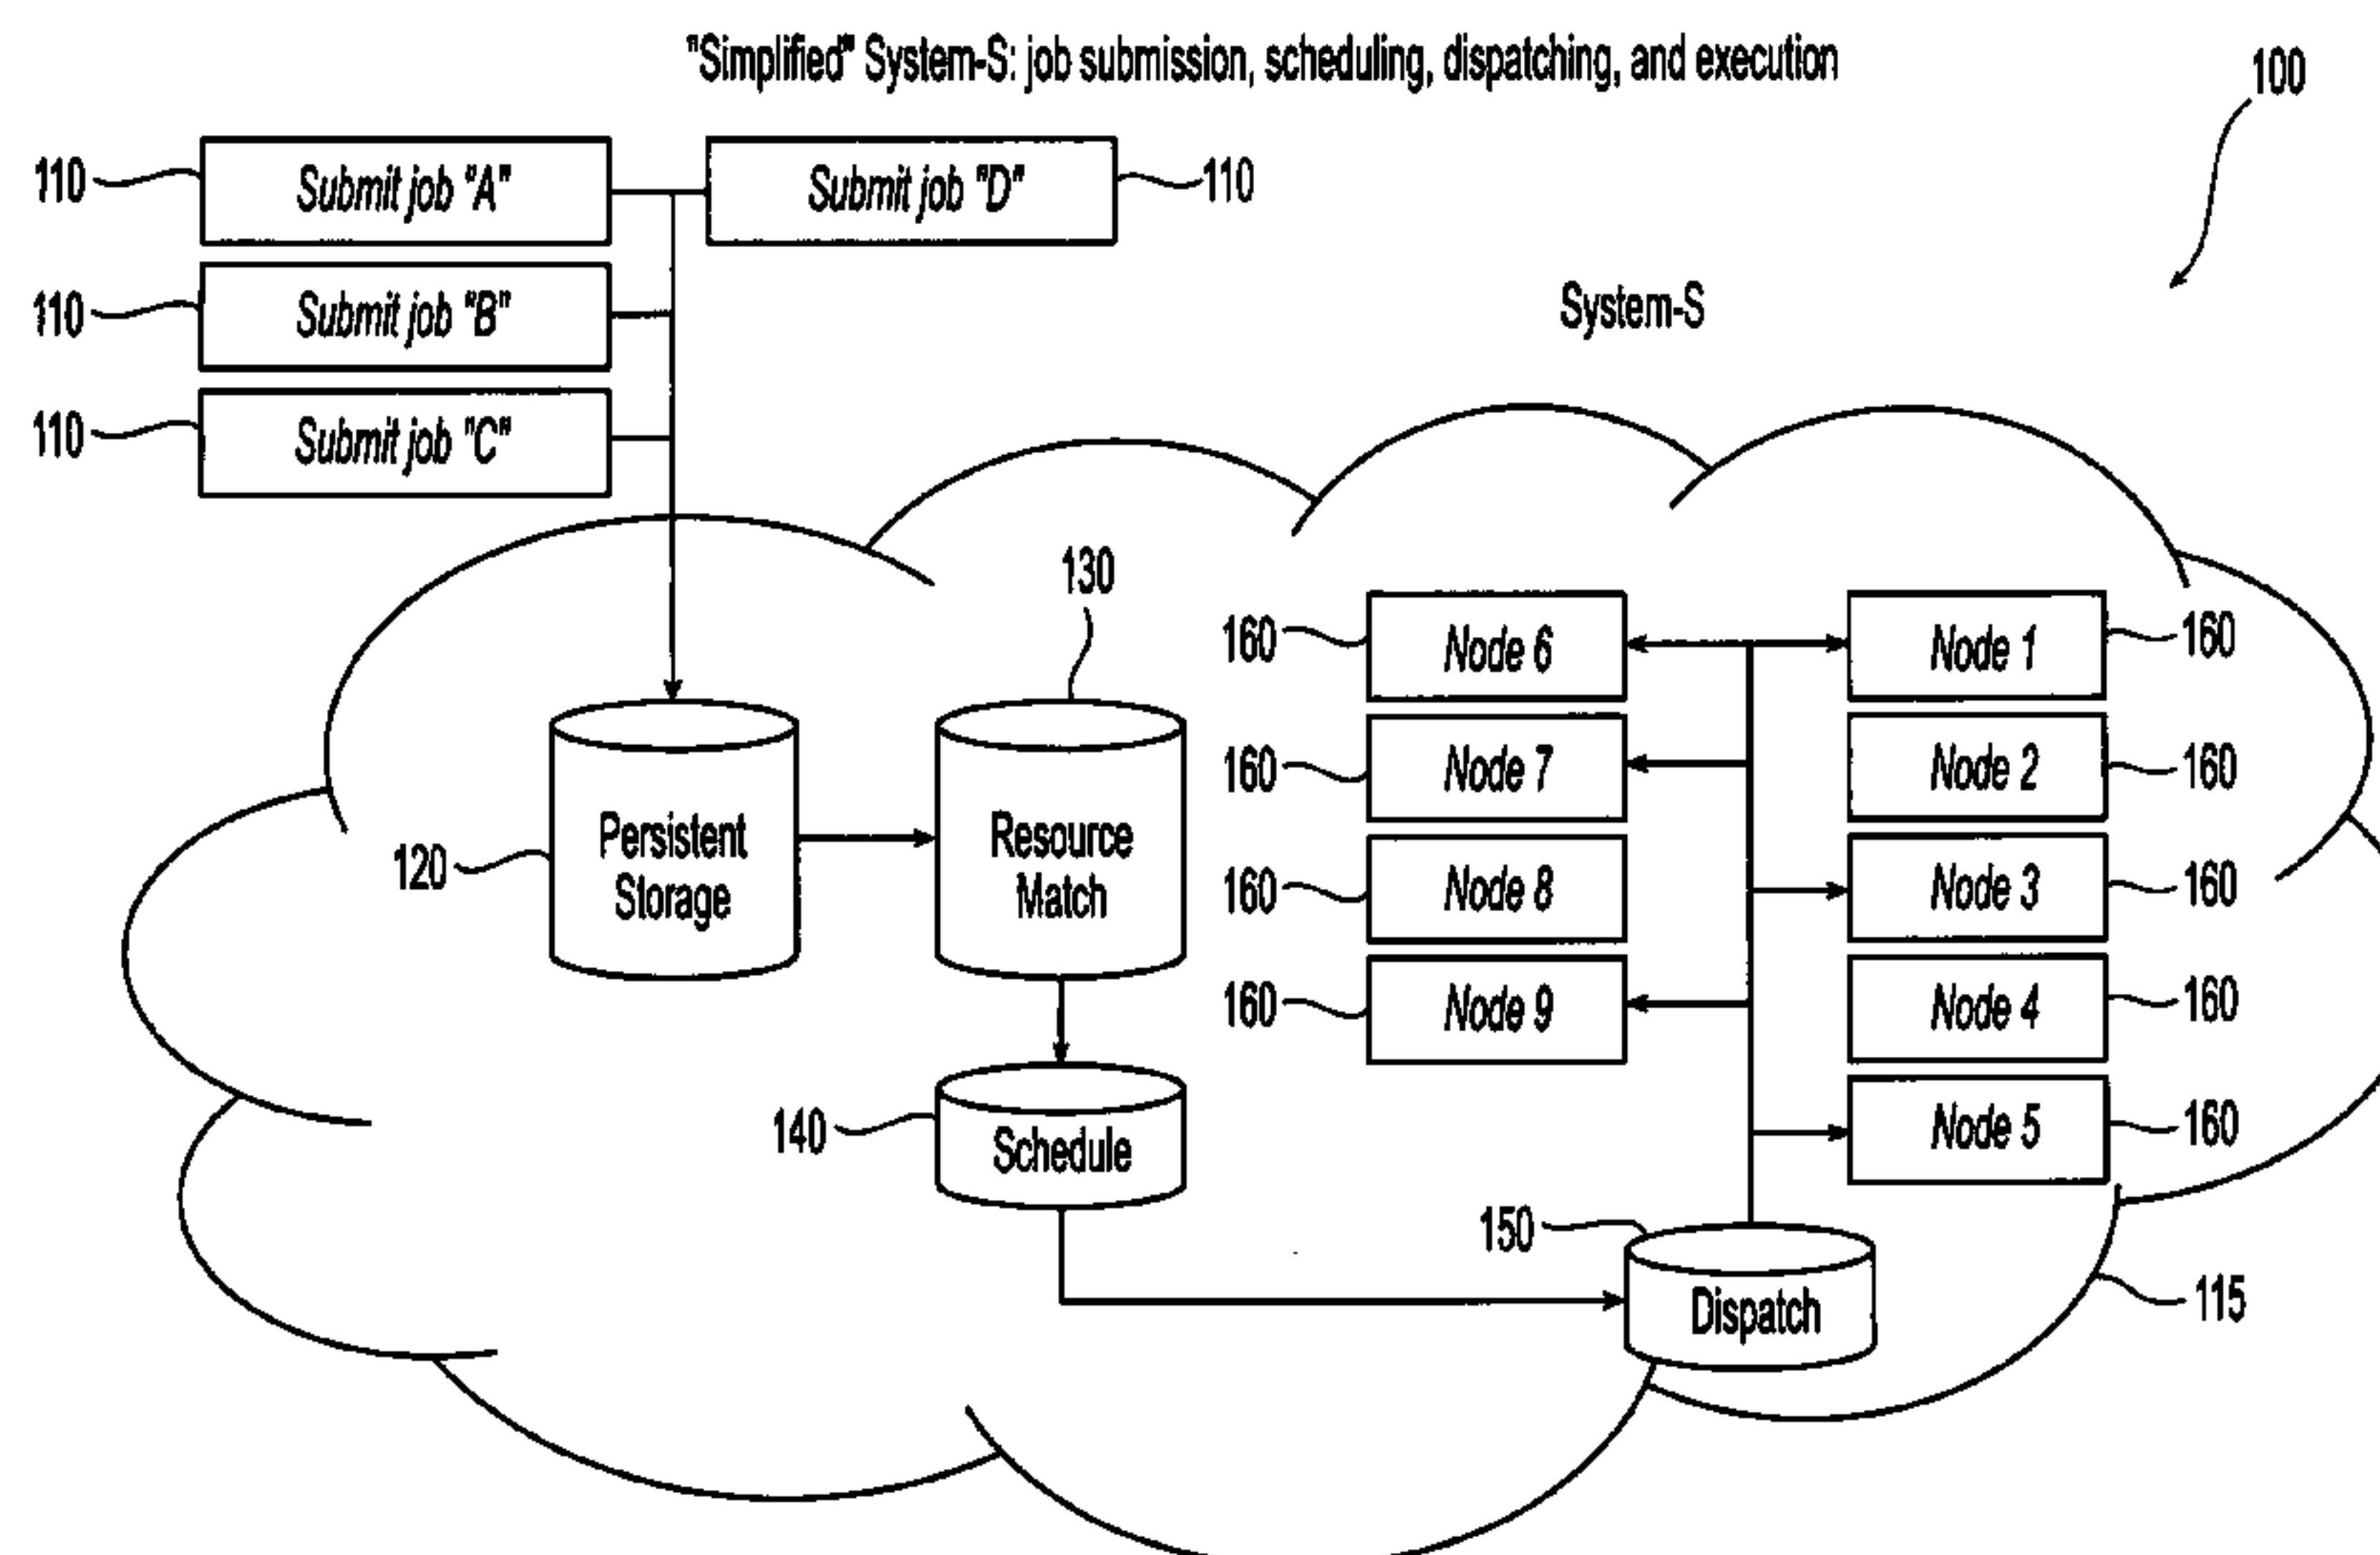 "Simplified" System-S: job submission, scheduling, dispatching, and execution
100
110
Submit job "A"
Submit job "D"
110
110
Submit job "B"
System-S
110
Submit job "C"
130
160
Node 6
Node 1
160
160
Node 7
Node 2
160
120
Persistent
Storage
Resource
Match
160
Node 8
Node 3
160
160
Node 9
Node 4
160
140
Schedule
Node 5
160
150
Dispatch
115